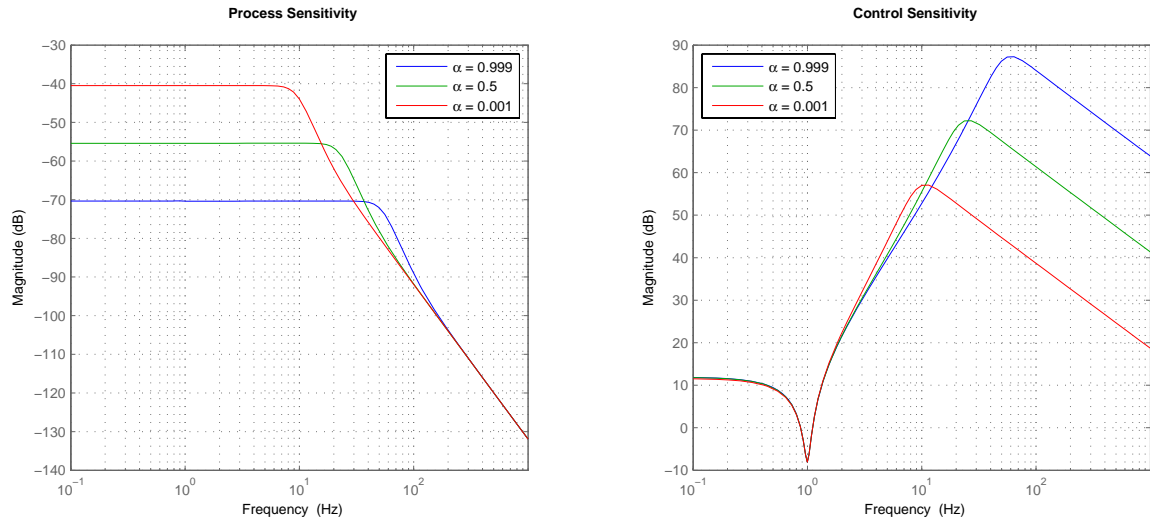 Process Sensitivity
−30
−40
−50
−60
−70
−80
−90
−100
−110
−120
−130
−140
Magnitude (dB)
α = 0.999
α = 0.5
α = 0.001
10⁻¹
10⁰
10¹
10²
Frequency (Hz)
Control Sensitivity
90
80
70
60
50
40
30
20
10
0
−10
Magnitude (dB)
α = 0.999
α = 0.5
α = 0.001
10⁻¹
10⁰
10¹
10²
Frequency (Hz)